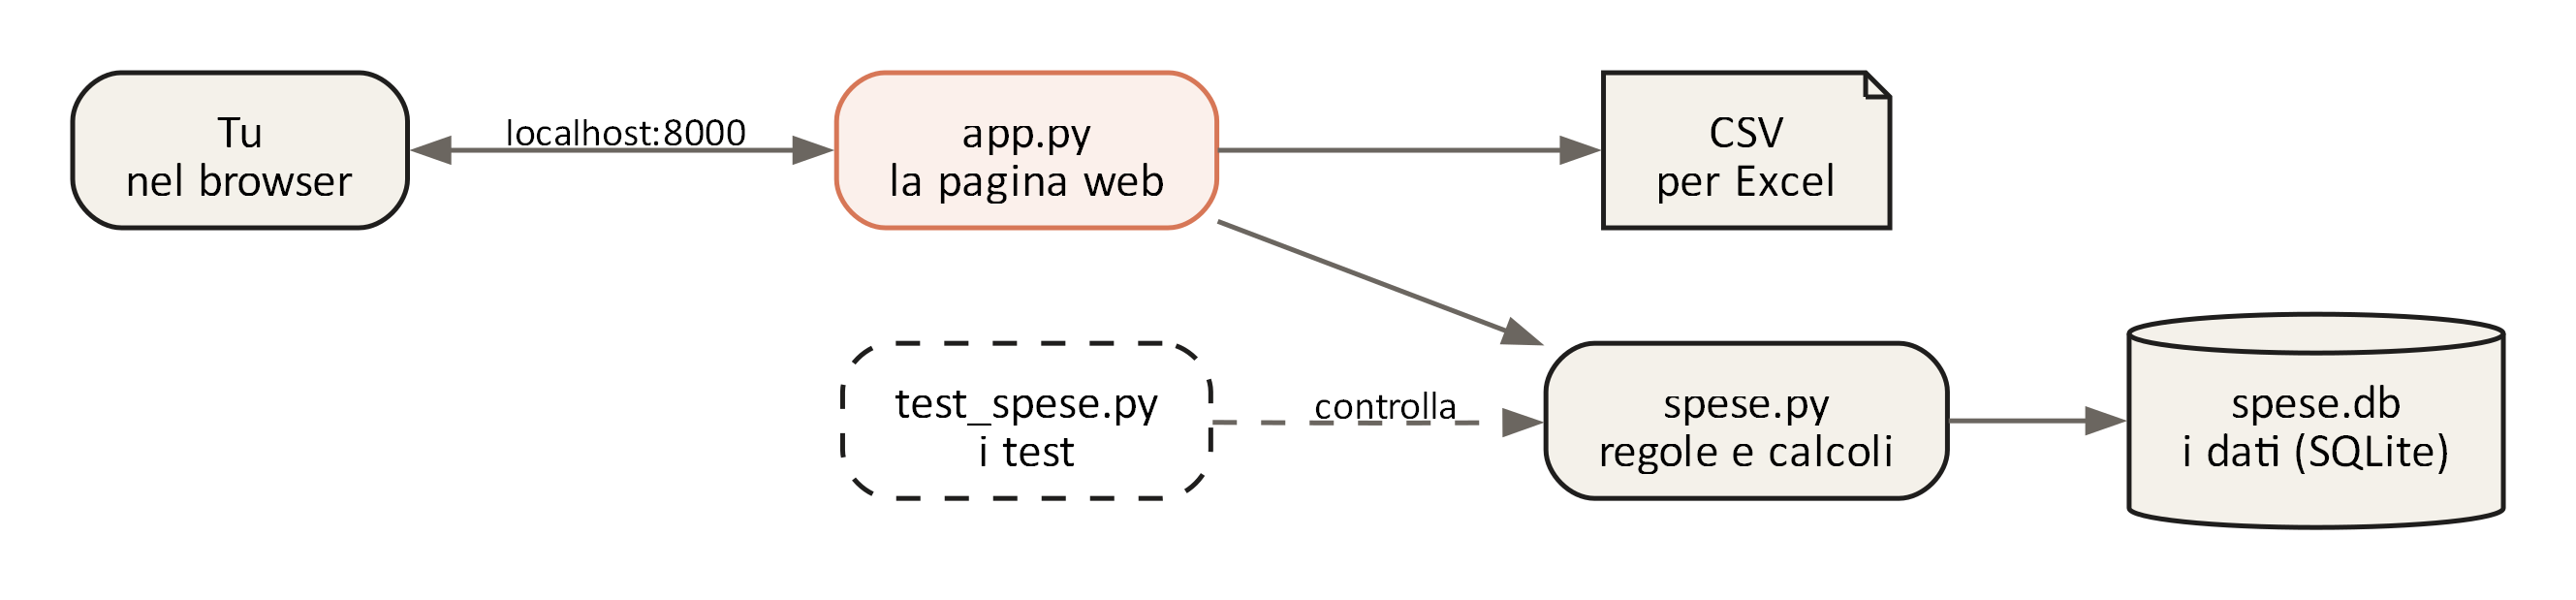 Tu
nel browser
localhost:8000
app.py
la pagina web
CSV
per Excel
test_spese.py
i test
controlla
spese.py
regole e calcoli
spese.db
i dati (SQLite)